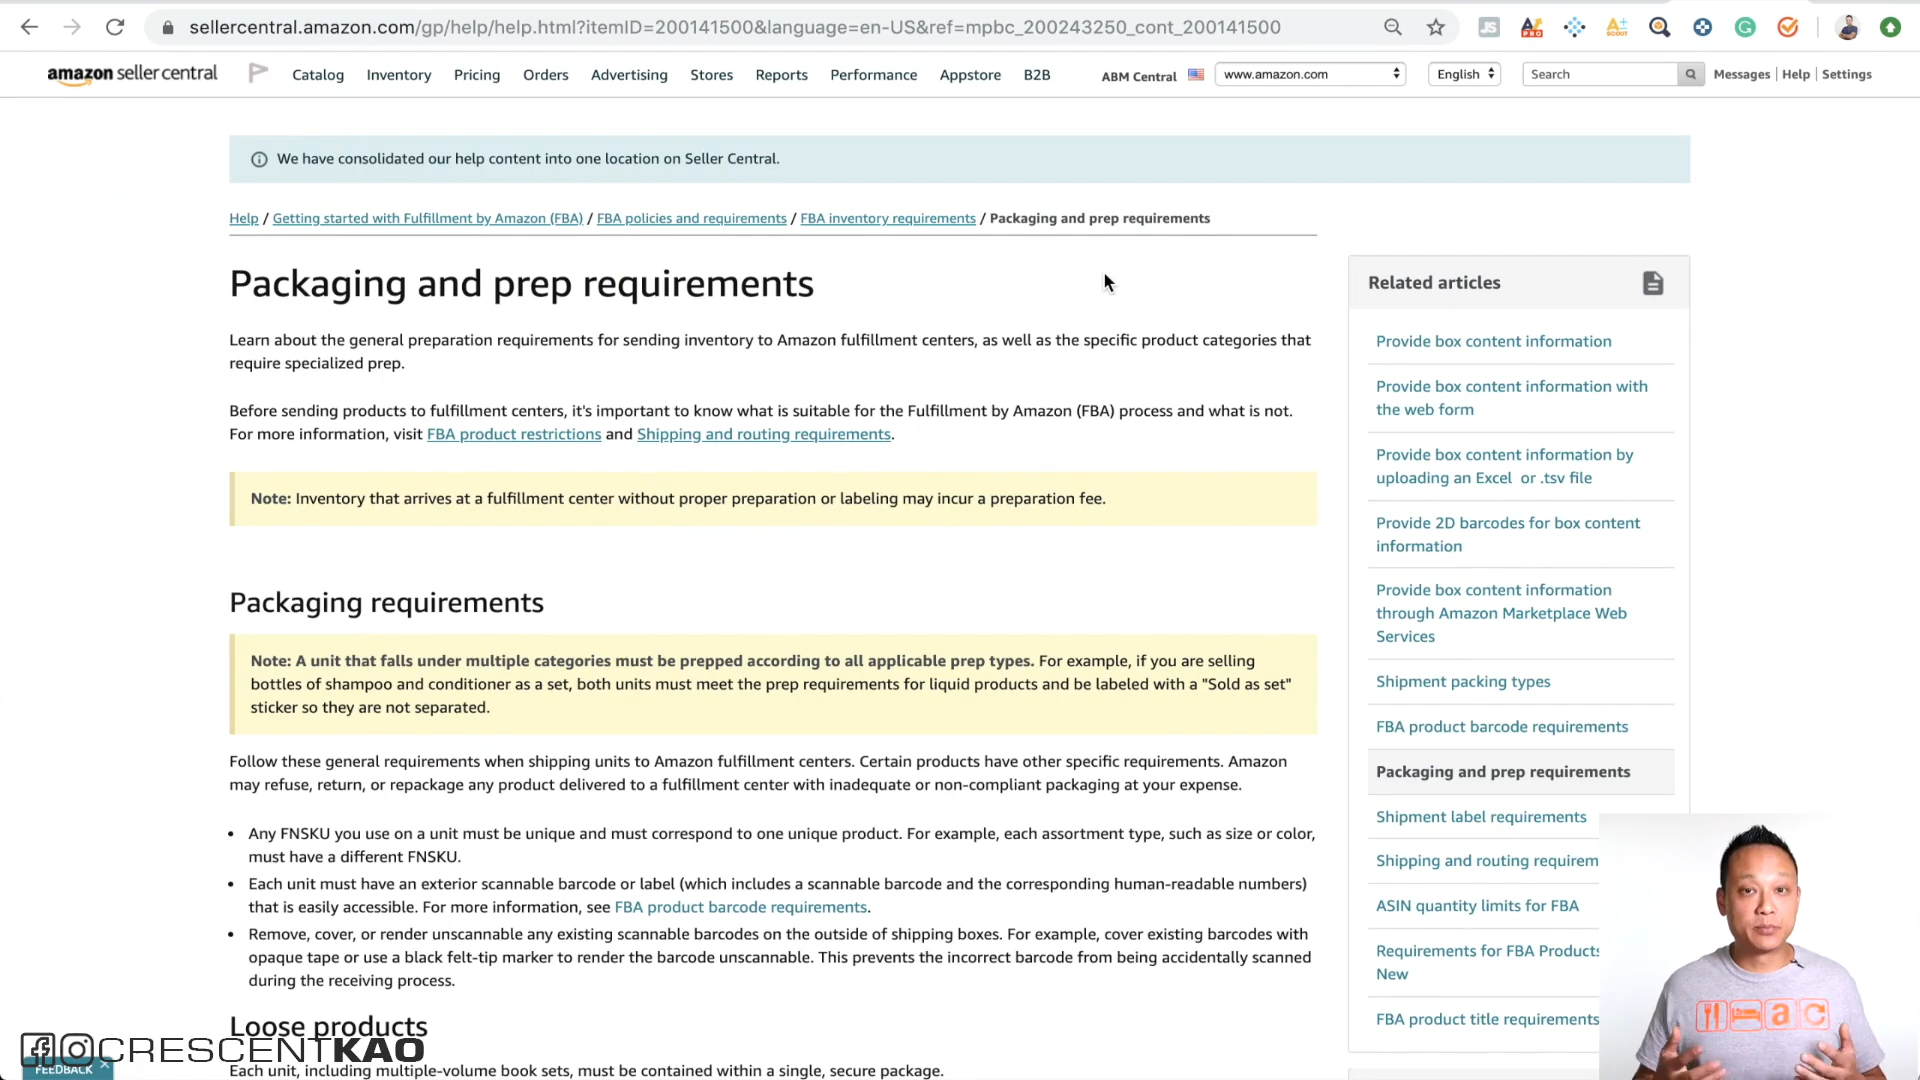 sellercentral.amazon.com/gp/help/help.html?itemID=200141500&language=en-US&ref=mpbc_200243250_cont_200141500
JS
PRO
A+
SCOUT
amazon seller central
Catalog Inventory Pricing Orders Advertising Stores Reports Performance Appstore B2B
ABM Central
www.amazon.com
English
Search
Messages | Help | Settings
We have consolidated our help content into one location on Seller Central.
Help / Getting started with Fulfillment by Amazon (FBA) / FBA policies and requirements / FBA inventory requirements / Packaging and prep requirements
Packaging and prep requirements
Learn about the general preparation requirements for sending inventory to Amazon fulfillment centers, as well as the specific product categories that
require specialized prep.
Before sending products to fulfillment centers, it's important to know what is suitable for the Fulfillment by Amazon (FBA) process and what is not.
For more information, visit FBA product restrictions and Shipping and routing requirements.
Note: Inventory that arrives at a fulfillment center without proper preparation or labeling may incur a preparation fee.
Packaging requirements
Note: A unit that falls under multiple categories must be prepped according to all applicable prep types. For example, if you are selling
bottles of shampoo and conditioner as a set, both units must meet the prep requirements for liquid products and be labeled with a "Sold as set"
sticker so they are not separated.
Follow these general requirements when shipping units to Amazon fulfillment centers. Certain products have other specific requirements. Amazon
may refuse, return, or repackage any product delivered to a fulfillment center with inadequate or non-compliant packaging at your expense.
• Any FNSKU you use on a unit must be unique and must correspond to one unique product. For example, each assortment type, such as size or color,
must have a different FNSKU.
• Each unit must have an exterior scannable barcode or label (which includes a scannable barcode and the corresponding human-readable numbers)
that is easily accessible. For more information, see FBA product barcode requirements.
• Remove, cover, or render unscannable any existing scannable barcodes on the outside of shipping boxes. For example, cover existing barcodes with
opaque tape or use a black felt-tip marker to render the barcode unscannable. This prevents the incorrect barcode from being accidentally scanned
during the receiving process.
Loose products
Each unit, including multiple-volume book sets, must be contained within a single, secure package.
Related articles
Provide box content information
Provide box content information with
the web form
Provide box content information by
uploading an Excel or .tsv file
Provide 2D barcodes for box content
information
Provide box content information
through Amazon Marketplace Web
Services
Shipment packing types
FBA product barcode requirements
Packaging and prep requirements
Shipment label requirements
Shipping and routing requirem
ASIN quantity limits for FBA
Requirements for FBA Products
New
FBA product title requirements
CRESCENTKAO
FEEDBACK